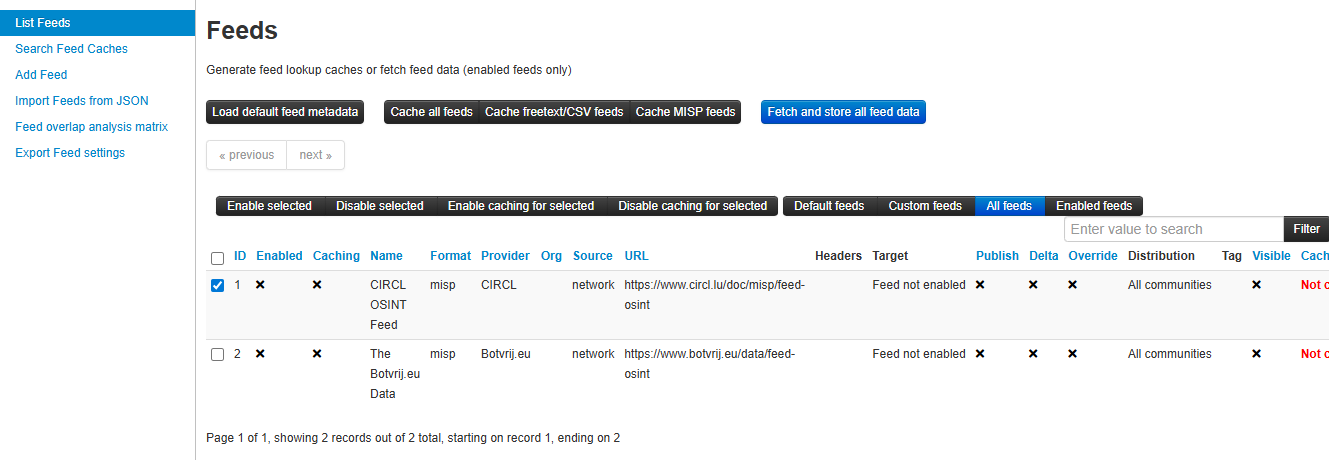 List Feeds
Search Feed Caches
Add Feed
Import Feeds from JSON
Feed overlap analysis matrix
Export Feed settings
Feeds
Generate feed lookup caches or fetch feed data (enabled feeds only)
Load default feed metadata Cache all feeds Cache freetext/CSV feeds Cache MISP feeds Fetch and store all feed data
« previous next »
Enable selected Disable selected Enable caching for selected Disable caching for selected Default feeds Custom feeds All feeds Enabled feeds
Enter value to search Filter
ID Enabled Caching Name Format Provider Org Source URL Headers Target Publish Delta Override Distribution Tag Visible Cach
1 CIRCL misp CIRCL network https://www.circl.lu/doc/misp/feed- Feed not enabled All communities Not c
OSINT osint
Feed
2 The misp Botvrij.eu network https://www.botvrij.eu/data/feed- Feed not enabled All communities Not c
Botvrij.eu osint
Data
Page 1 of 1, showing 2 records out of 2 total, starting on record 1, ending on 2